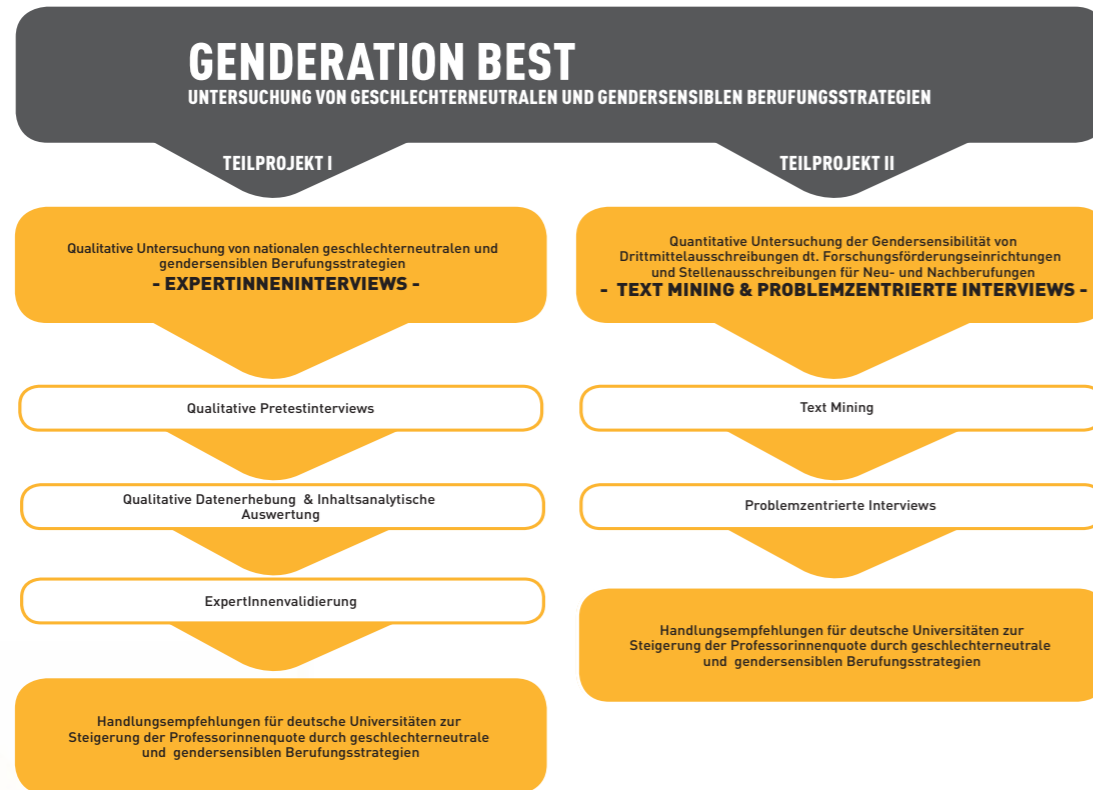 GENDERATION BEST
UNTERSUCHUNG VON GESCHLECHTERNEUTRALEN UND GENDERSENSIBLEN BERUFUNGSSTRATEGIEN
TEILPROJEKT I
Qualitative Untersuchung von nationalen geschlechterneutralen und
gendersensiblen Berufungsstrategien
- EXPERTINNENINTERVIEWS -
Qualitative Pretestinterviews
Qualitative Datenerhebung & Inhaltsanalytische
Auswertung
ExpertInnenvalidierung
Handlungsempfehlungen für deutsche Universitäten zur
Steigerung der Professorinnenquote durch geschlechterneutrale
und gendersensiblen Berufungsstrategien
TEILPROJEKT II
Quantitative Untersuchung der Gendersensibilität von
Drittmittelausschreibungen dt. Forschungsförderungseinrichtungen
und Stellenausschreibungen für Neu- und Nachberufungen
- TEXT MINING & PROBLEMZENTRIERTE INTERVIEWS -
Text Mining
Problemzentrierte Interviews
Handlungsempfehlungen für deutsche Universitäten zur
Steigerung der Professorinnenquote durch geschlechterneutrale
und gendersensiblen Berufungsstrategien